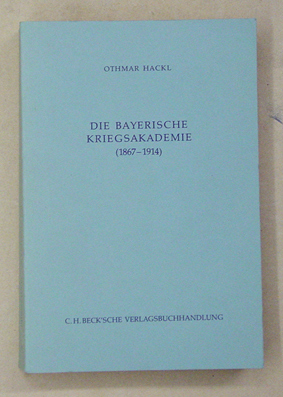 OTHMAR HACKL
DIE BAYERISCHE
KRIEGSAKADEMIE
(1867–1914)
C. H. BECK'SCHE VERLAGSBUCHHANDLUNG